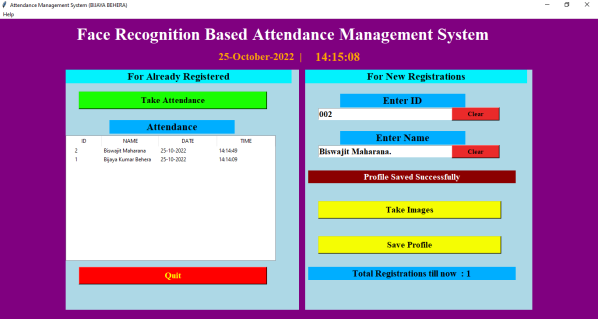 Attendance Management System (BIJAYA BEHERA)
Help
Face Recognition Based Attendance Management System
25-October-2022 | 14:15:08
For Already Registered
Take Attendance
Attendance
ID NAME DATE TIME
2 Biswajit Maharana 25-10-2022 14:14:49
1 Bijaya Kumar Behera 25-10-2022 14:14:09
Quit
For New Registrations
Enter ID
002 Clear
Enter Name
Biswajit Maharana. Clear
Profile Saved Successfully
Take Images
Save Profile
Total Registrations till now : 1